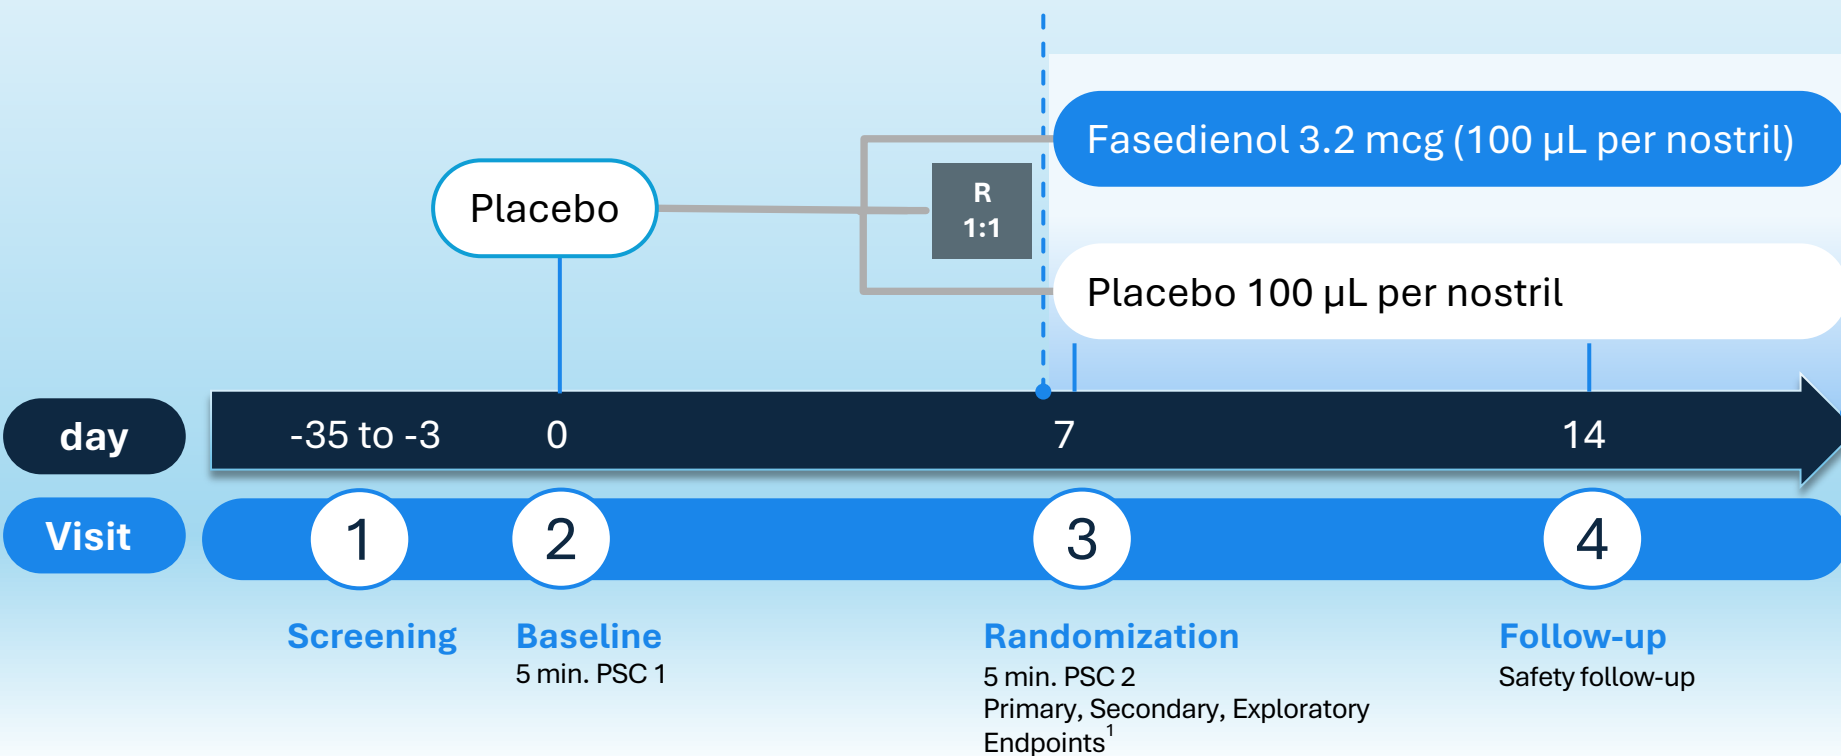 Fasedienol 3.2 mcg (100 µL per nostril)
Placebo
R
1:1
Placebo 100 µL per nostril
day
-35 to -3
0
7
14
Visit
1
2
3
4
Screening
Baseline
5 min. PSC 1
Randomization
5 min. PSC 2
Primary, Secondary, Exploratory
Endpoints¹
Follow-up
Safety follow-up